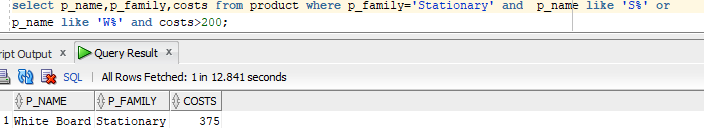 select p_name,p_family,costs from product where p_family='Stationary' and  p_name like 'S%' or
p_name like 'W%' and costs>200;
ript Output x Query Result x
SQL | All Rows Fetched: 1 in 12.841 seconds
P_NAME P_FAMILY COSTS
1 White Board Stationary 375